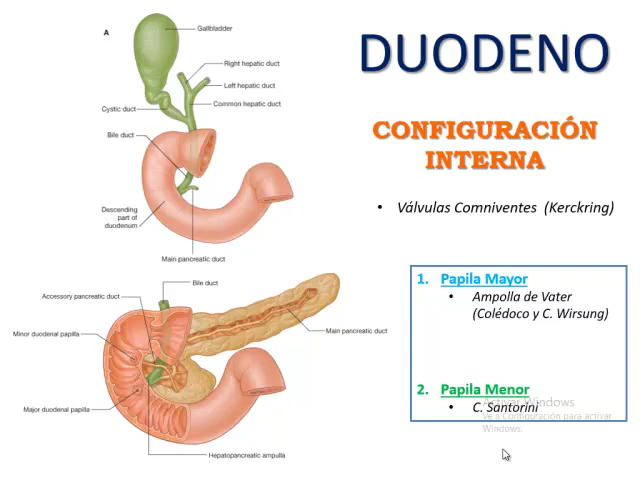 A
Gallbladder
Right hepatic duct
Left hepatic duct
Common hepatic duct
Cystic duct
Bile duct
Descending
part of
duodenum
Main pancreatic duct
Bile duct
Accessory pancreatic duct
Main pancreatic duct
Minor duodenal papilla
Major duodenal papilla
Hepatopancreatic ampulla
DUODENO
CONFIGURACIÓN
INTERNA
• Válvulas Comniventes (Kerckring)
1. Papila Mayor
• Ampolla de Vater
(Colédoco y C. Wirsung)
2. Papila Menor
• C. Santorini
Activar Windows
Ve a Configuración para activar
Windows.